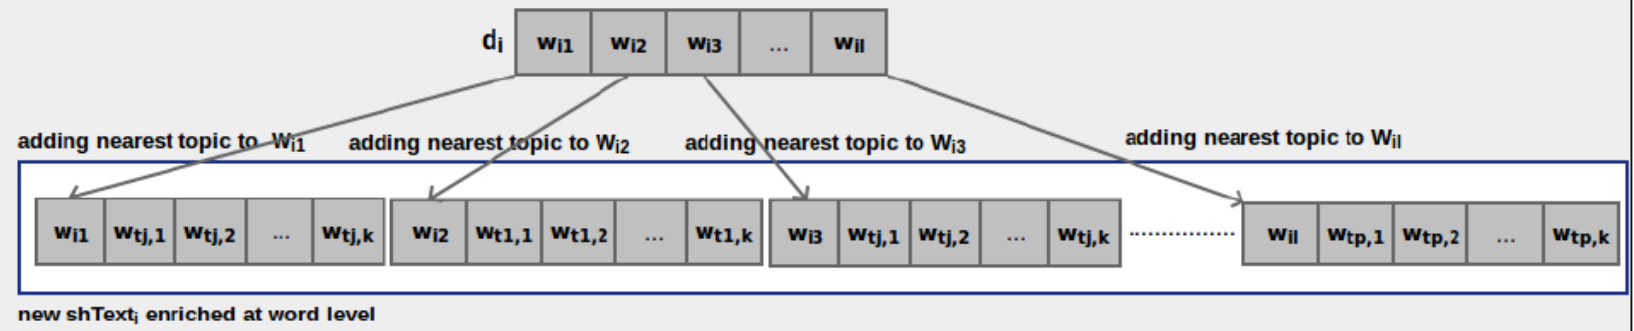 di wi1 wi2 wi3 ... wil
adding nearest topic to Wi1 adding nearest topic to Wi2 adding nearest topic to Wi3 adding nearest topic to Wil
wi1 wtj,1 wtj,2 ... wtj,k wi2 wt1,1 wt1,2 ... wt1,k wi3 wtj,1 wtj,2 ... wtj,k ................ wil wtp,1 wtp,2 ... wtp,k
new shTexti enriched at word level